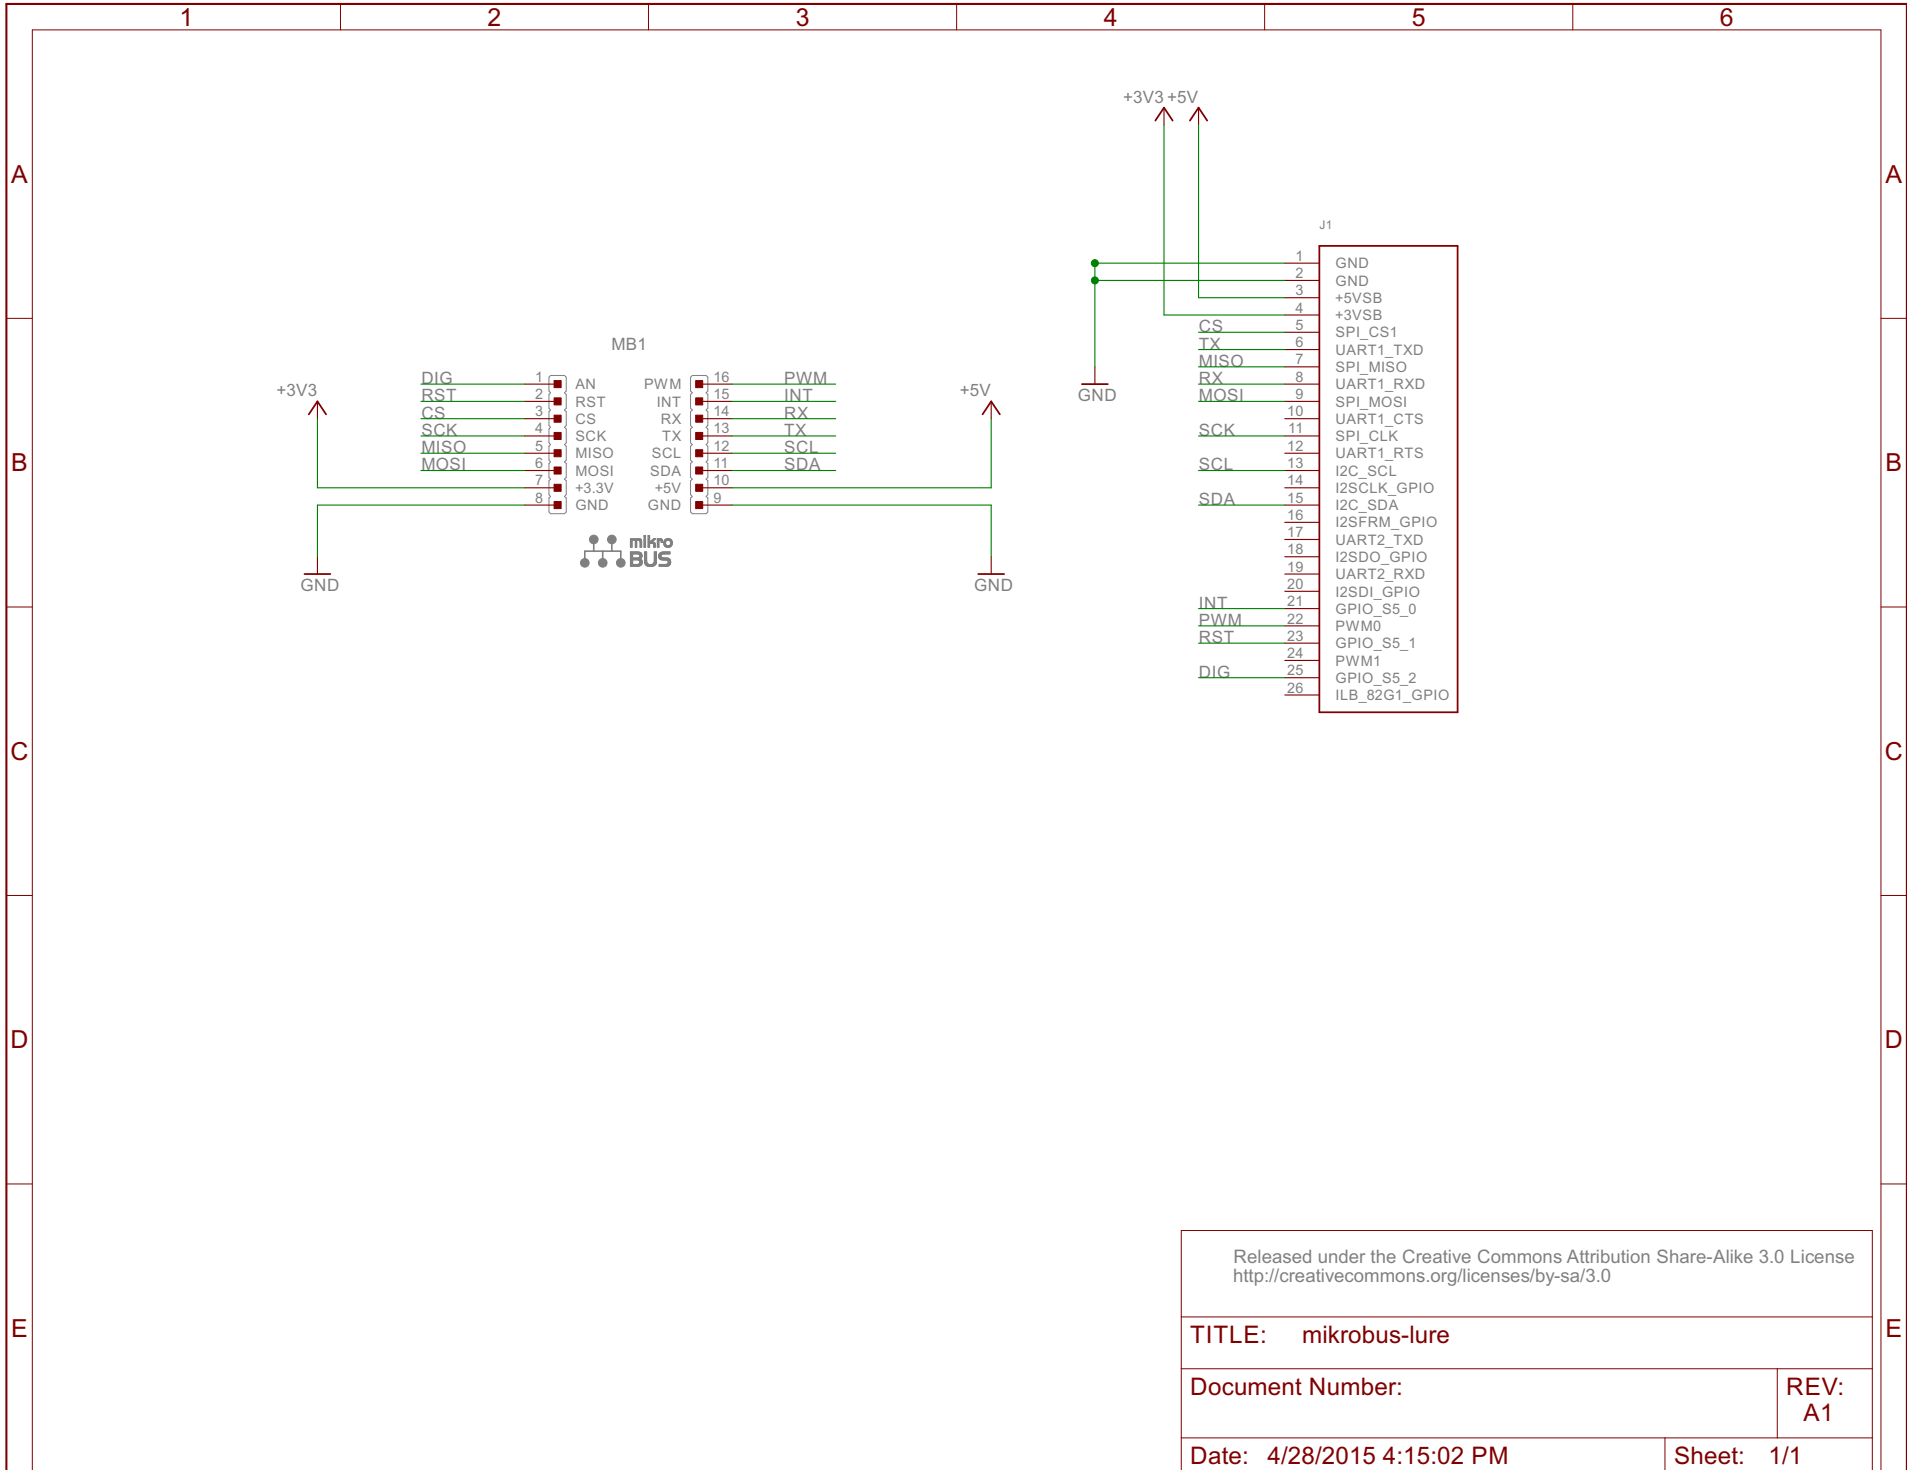 1 2 3 4 5 6
A A
B B
C C
D D
E E
+3V3 +5V
J1
1 GND
2 GND
3 +5VSB
4 +3VSB
CS 5 SPI_CS1
TX 6 UART1_TXD
MISO 7 SPI_MISO
RX 8 UART1_RXD
MOSI 9 SPI_MOSI
10 UART1_CTS
SCK 11 SPI_CLK
12 UART1_RTS
SCL 13 I2C_SCL
14 I2SCLK_GPIO
SDA 15 I2C_SDA
16 I2SFRM_GPIO
17 UART2_TXD
18 I2SDO_GPIO
19 UART2_RXD
20 I2SDI_GPIO
INT 21 GPIO_S5_0
PWM 22 PWM0
RST 23 GPIO_S5_1
24 PWM1
DIG 25 GPIO_S5_2
26 ILB_82G1_GPIO
GND
MB1
+3V3
+5V
DIG 1 AN PWM 16 PWM
RST 2 RST INT 15 INT
CS 3 CS RX 14 RX
SCK 4 SCK TX 13 TX
MISO 5 MISO SCL 12 SCL
MOSI 6 MOSI SDA 11 SDA
7 +3.3V +5V 10
8 GND GND 9
mikro
BUS
GND
GND
Released under the Creative Commons Attribution Share-Alike 3.0 License
http://creativecommons.org/licenses/by-sa/3.0
TITLE: mikrobus-lure
Document Number:
REV:
A1
Date: 4/28/2015 4:15:02 PM
Sheet: 1/1